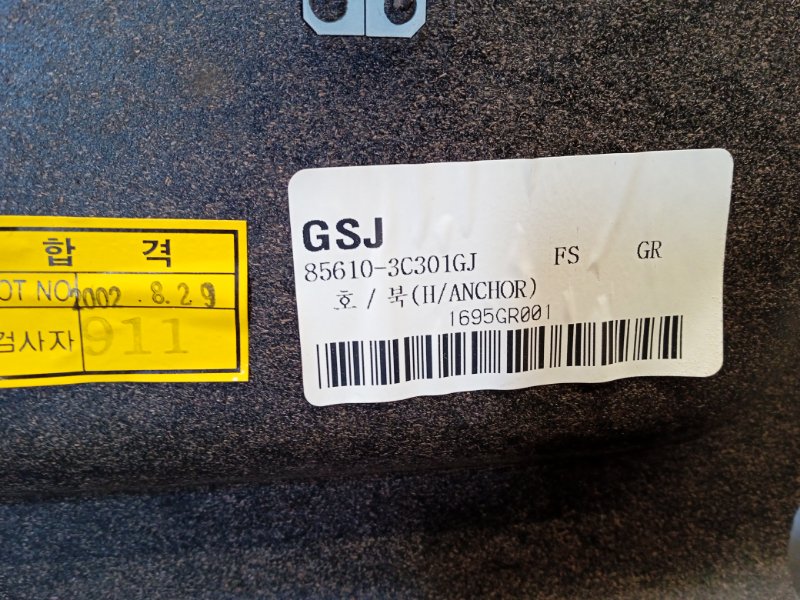 GSJ
85610-3C301GJ FS GR
호 / 북(H/ANCHOR)
1695GR001
합 격
OT NO 2002 . 8.29
검사자 911